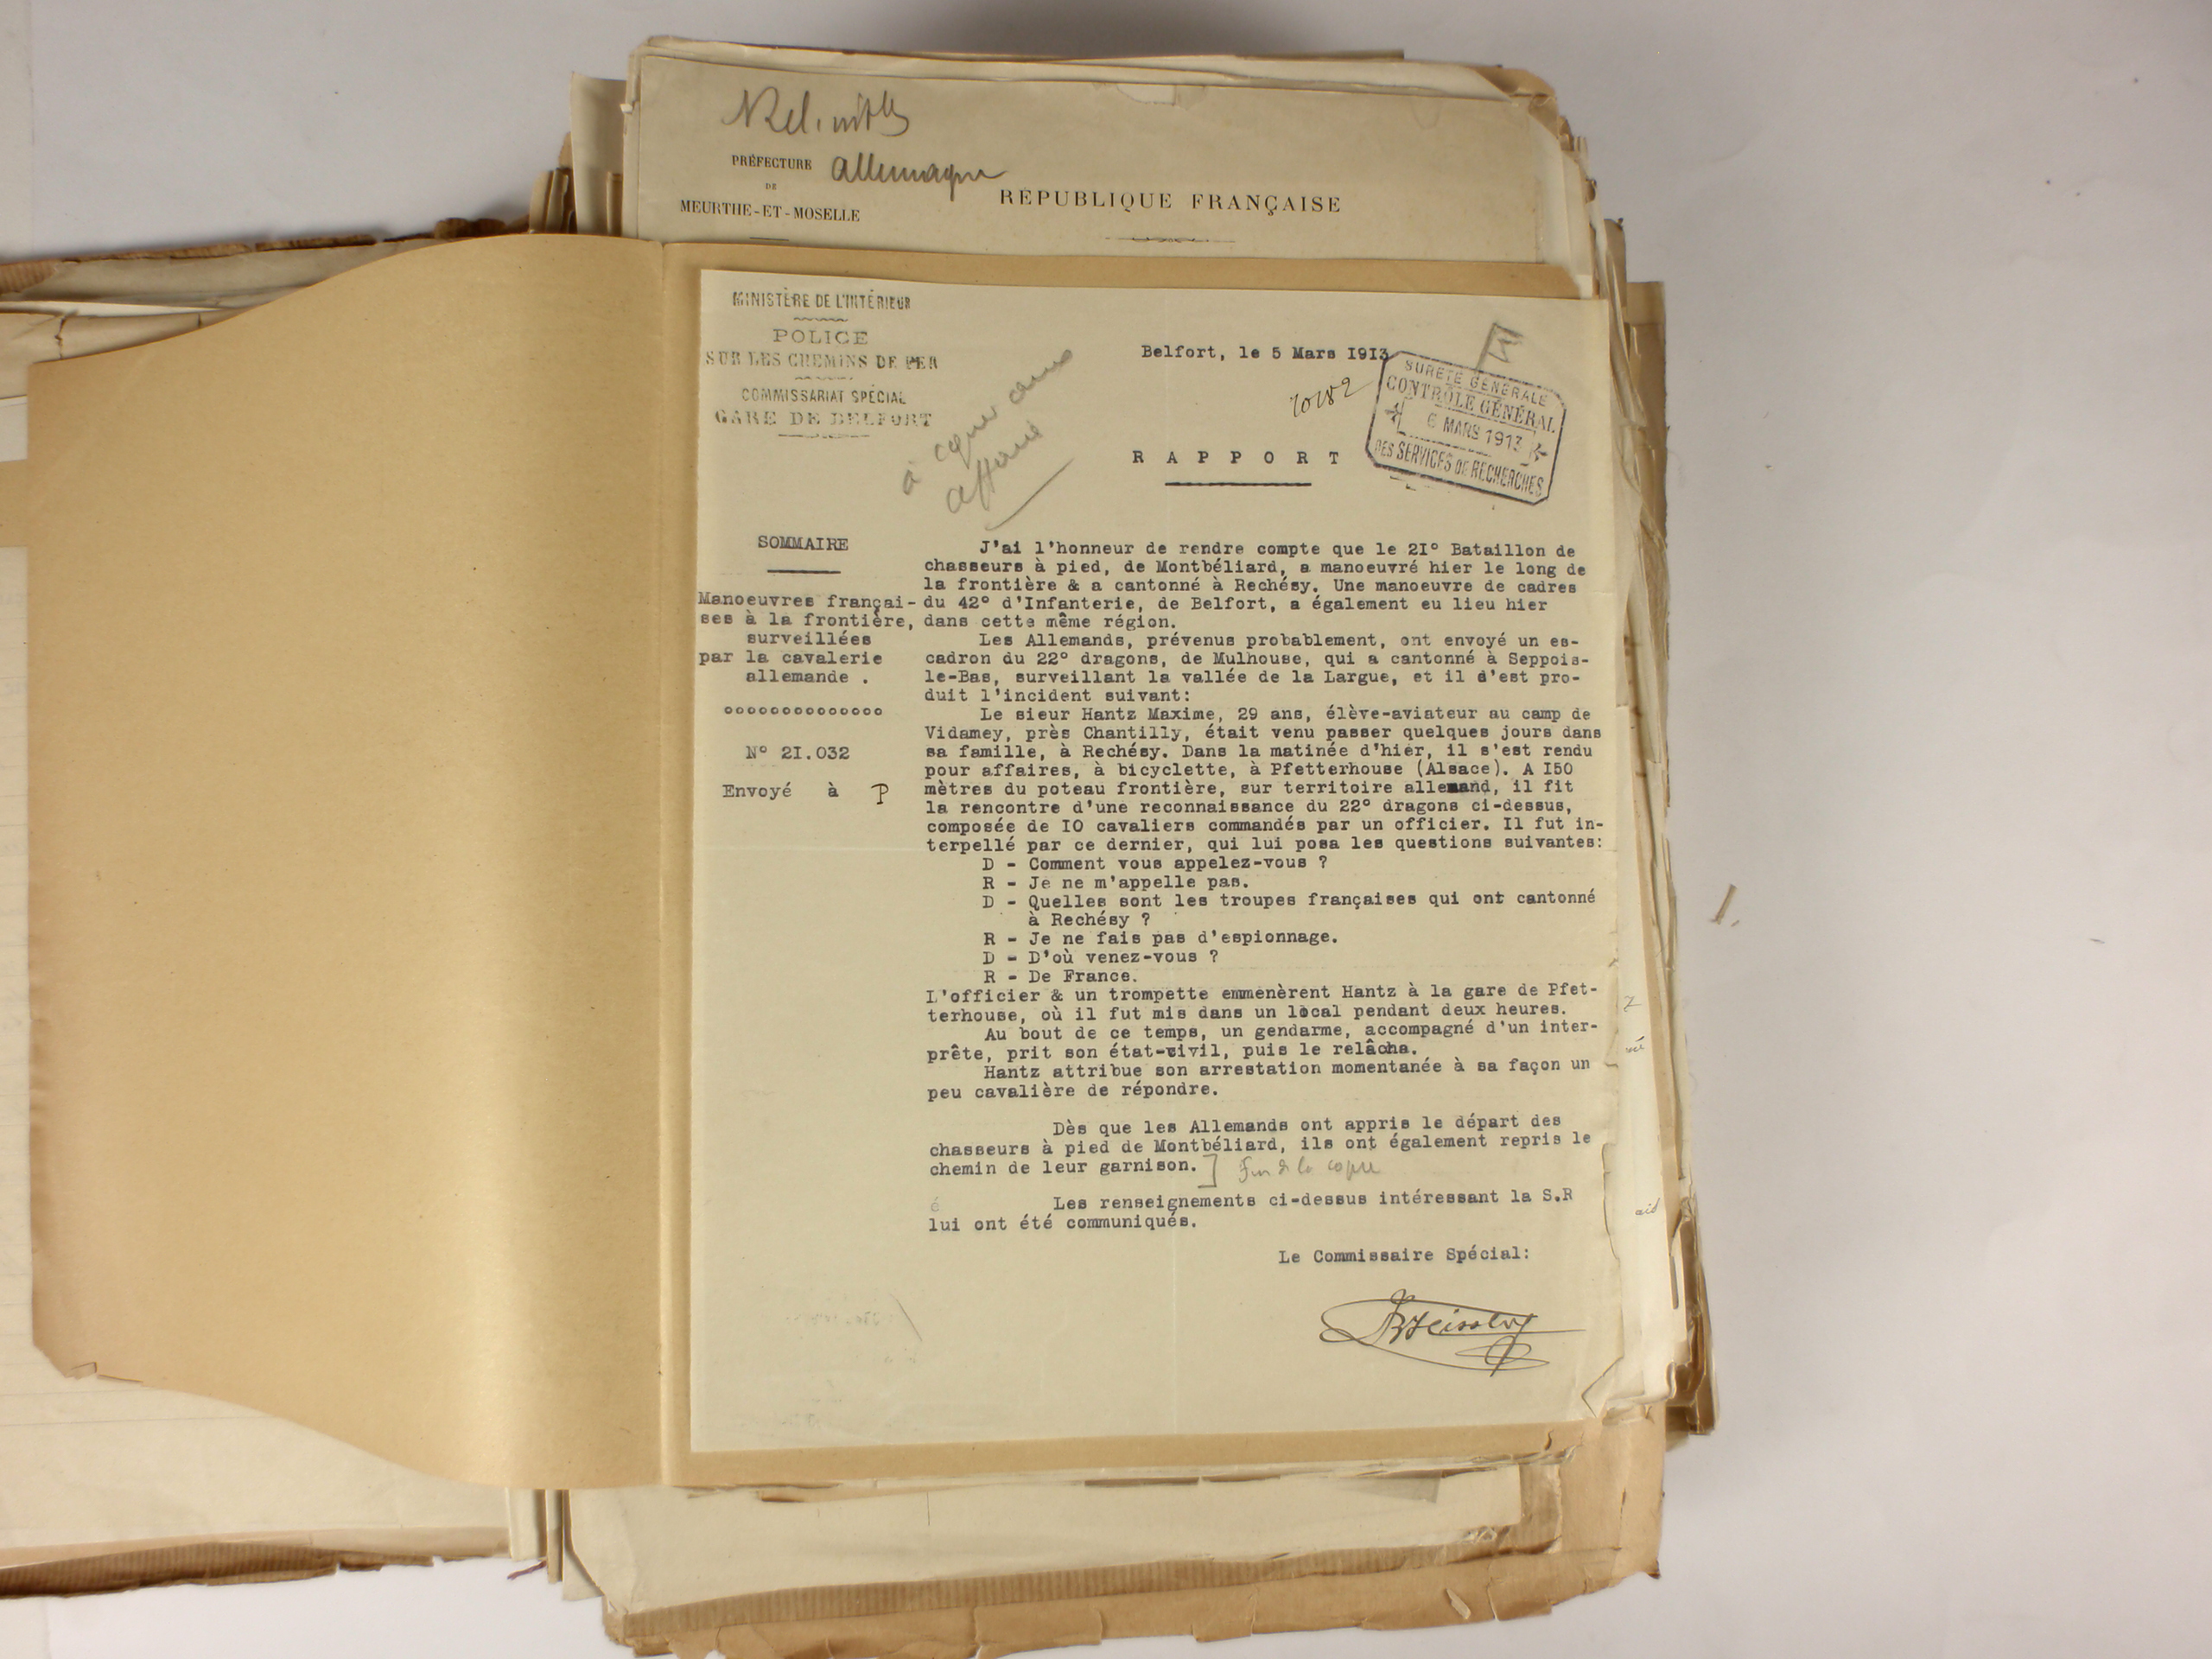 allemagne
PRÉFECTURE
DE
MEURTHE-ET-MOSELLE
RÉPUBLIQUE FRANÇAISE
MINISTÈRE DE L'INTÉRIEUR
POLICE
SUR LES CHEMINS DE FER
COMMISSARIAT SPÉCIAL
GARE DE BELFORT
Belfort, le 5 Mars 1913
SURETÉ GÉNÉRALE
CONTRÔLE GÉNÉRAL
6 MARS 1913
DES SERVICES DE RECHERCHES
à
affaire
R A P P O R T
SOMMAIRE
Manoeuvres françai-
ses à la frontière,
surveillées
par la cavalerie
allemande .
oooooooooooooo
N° 2I.032
Envoyé à P
J'ai l'honneur de rendre compte que le 2I° Bataillon de
chasseurs à pied, de Montbéliard, a manoeuvré hier le long de
la frontière & a cantonné à Rechésy. Une manoeuvre de cadres
du 42° d'Infanterie, de Belfort, a également eu lieu hier
dans cette même région.
Les Allemands, prévenus probablement, ont envoyé un es-
cadron du 22° dragons, de Mulhouse, qui a cantonné à Seppois-
le-Bas, surveillant la vallée de la Largue, et il d'est pro-
duit l'incident suivant:
Le sieur Hantz Maxime, 29 ans, élève-aviateur au camp de
Vidamey, près Chantilly, était venu passer quelques jours dans
sa famille, à Rechésy. Dans la matinée d'hier, il s'est rendu
pour affaires, à bicyclette, à Pfetterhouse (Alsace). A I50
mètres du poteau frontière, sur territoire allemand, il fit
la rencontre d'une reconnaissance du 22° dragons ci-dessus,
composée de IO cavaliers commandés par un officier. Il fut in-
terpellé par ce dernier, qui lui posa les questions suivantes:
D - Comment vous appelez-vous ?
R - Je ne m'appelle pas.
D - Quelles sont les troupes françaises qui ont cantonné
à Rechésy ?
R - Je ne fais pas d'espionnage.
D - D'où venez-vous ?
R - De France.
L'officier & un trompette emmenèrent Hantz à la gare de Pfet-
terhouse, où il fut mis dans un local pendant deux heures.
Au bout de ce temps, un gendarme, accompagné d'un inter-
prête, prit son état-civil, puis le relâcha.
Hantz attribue son arrestation momentanée à sa façon un
peu cavalière de répondre.
Dès que les Allemands ont appris le départ des
chasseurs à pied de Montbéliard, ils ont également repris le
chemin de leur garnison.] Fin de la copie
é Les renseignements ci-dessus intéressant la S.R
lui ont été communiqués.
Le Commissaire Spécial: